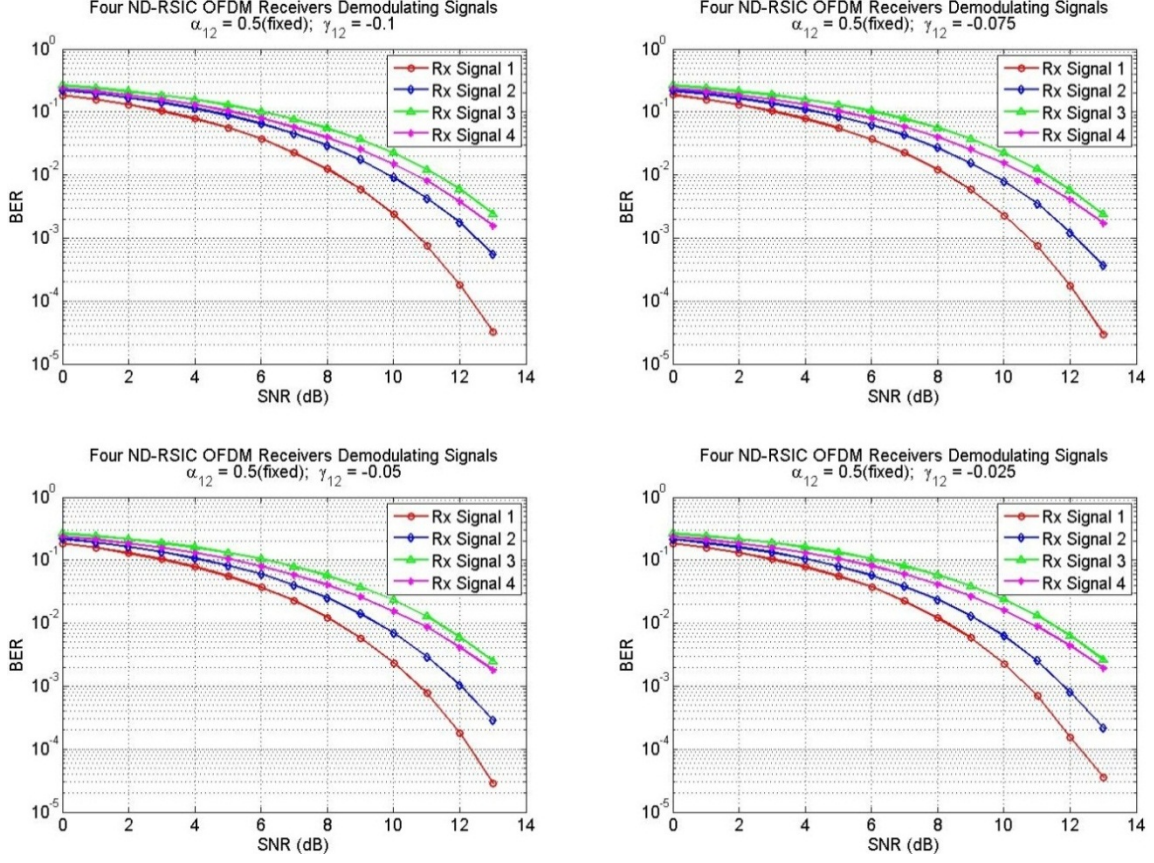 Four ND-RSIC OFDM Receivers Demodulating Signals
α12 = 0.5(fixed); γ12 = -0.1
10^0
10^-1
10^-2
10^-3
10^-4
10^-5
BER
Rx Signal 1
Rx Signal 2
Rx Signal 3
Rx Signal 4
0 2 4 6 8 10 12 14
SNR (dB)
Four ND-RSIC OFDM Receivers Demodulating Signals
α12 = 0.5(fixed); γ12 = -0.075
10^0
10^-1
10^-2
10^-3
10^-4
10^-5
BER
Rx Signal 1
Rx Signal 2
Rx Signal 3
Rx Signal 4
0 2 4 6 8 10 12 14
SNR (dB)
Four ND-RSIC OFDM Receivers Demodulating Signals
α12 = 0.5(fixed); γ12 = -0.05
10^0
10^-1
10^-2
10^-3
10^-4
10^-5
BER
Rx Signal 1
Rx Signal 2
Rx Signal 3
Rx Signal 4
0 2 4 6 8 10 12 14
SNR (dB)
Four ND-RSIC OFDM Receivers Demodulating Signals
α12 = 0.5(fixed); γ12 = -0.025
10^0
10^-1
10^-2
10^-3
10^-4
10^-5
BER
Rx Signal 1
Rx Signal 2
Rx Signal 3
Rx Signal 4
0 2 4 6 8 10 12 14
SNR (dB)